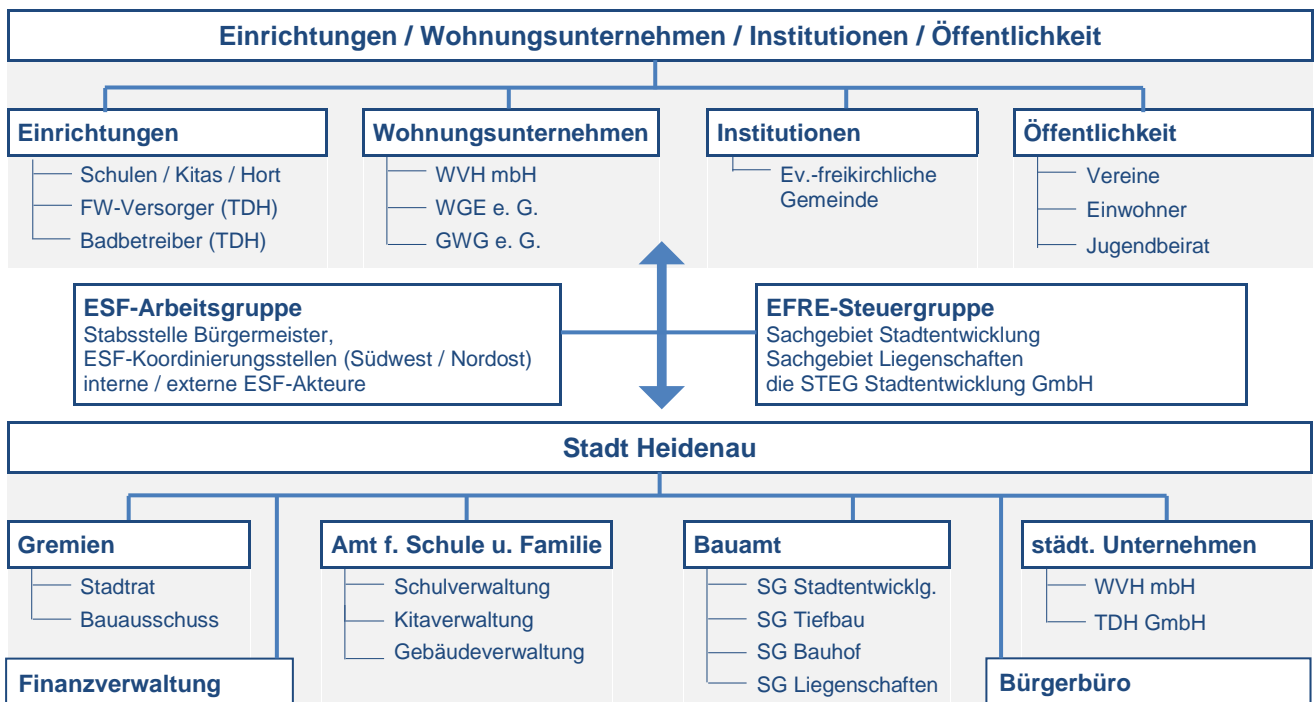 Einrichtungen / Wohnungsunternehmen / Institutionen / Öffentlichkeit
Einrichtungen
Schulen / Kitas / Hort
FW-Versorger (TDH)
Badbetreiber (TDH)
Wohnungsunternehmen
WVH mbH
WGE e. G.
GWG e. G.
Institutionen
Ev.-freikirchliche
Gemeinde
Öffentlichkeit
Vereine
Einwohner
Jugendbeirat
ESF-Arbeitsgruppe
Stabsstelle Bürgermeister,
ESF-Koordinierungsstellen (Südwest / Nordost)
interne / externe ESF-Akteure
EFRE-Steuergruppe
Sachgebiet Stadtentwicklung
Sachgebiet Liegenschaften
die STEG Stadtentwicklung GmbH
Stadt Heidenau
Gremien
Stadtrat
Bauausschuss
Finanzverwaltung
Amt f. Schule u. Familie
Schulverwaltung
Kitaverwaltung
Gebäudeverwaltung
Bauamt
SG Stadtentwicklg.
SG Tiefbau
SG Bauhof
SG Liegenschaften
städt. Unternehmen
WVH mbH
TDH GmbH
Bürgerbüro